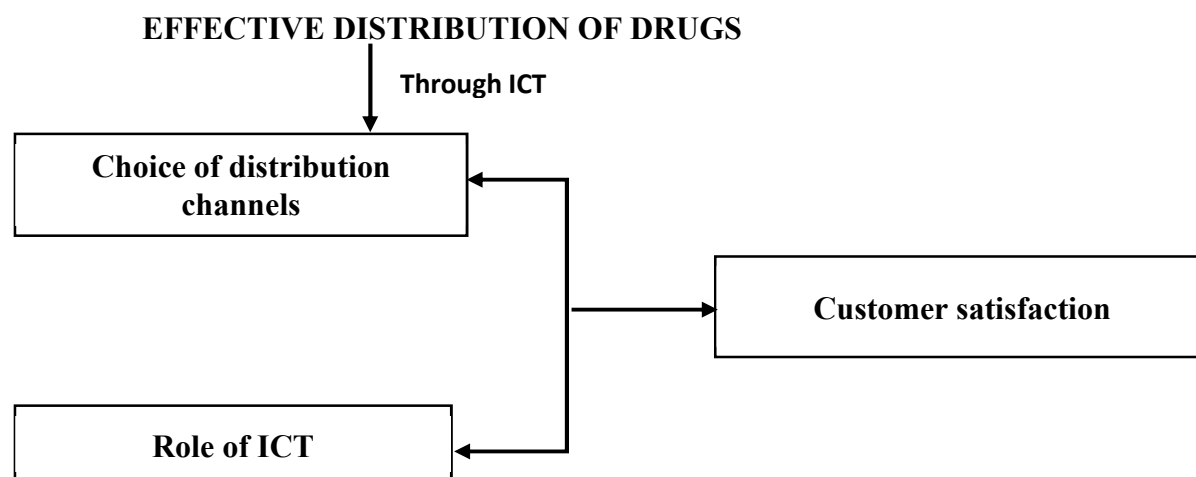 EFFECTIVE DISTRIBUTION OF DRUGS
Through ICT
Choice of distribution
channels
Customer satisfaction
Role of ICT